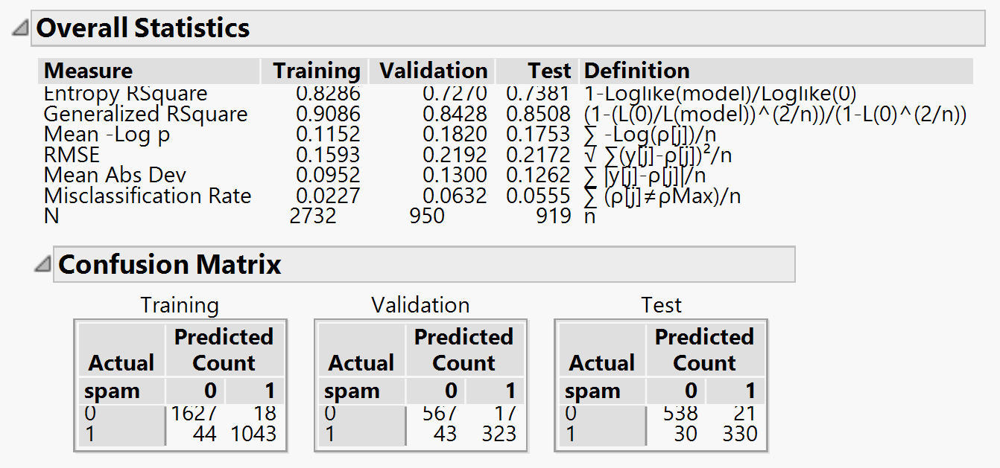 Overall Statistics
Measure Training Validation Test Definition
Entropy RSquare 0.8286 0.7270 0.7381 1-Loglike(model)/Loglike(0)
Generalized RSquare 0.9086 0.8428 0.8508 (1-(L(0)/L(model))^(2/n))/(1-L(0)^(2/n))
Mean -Log p 0.1152 0.1820 0.1753 ∑ -Log(ρ[j])/n
RMSE 0.1593 0.2192 0.2172 √ ∑(y[j]-ρ[j])²/n
Mean Abs Dev 0.0952 0.1300 0.1262 ∑ |y[j]-ρ[j]|/n
Misclassification Rate 0.0227 0.0632 0.0555 ∑ (ρ[j]≠ρMax)/n
N 2732 950 919 n
Confusion Matrix
Training Validation Test
Predicted Predicted Predicted
Actual Count Actual Count Actual Count
spam 0 1 spam 0 1 spam 0 1
0 1627 18 0 567 17 0 538 21
1 44 1043 1 43 323 1 30 330